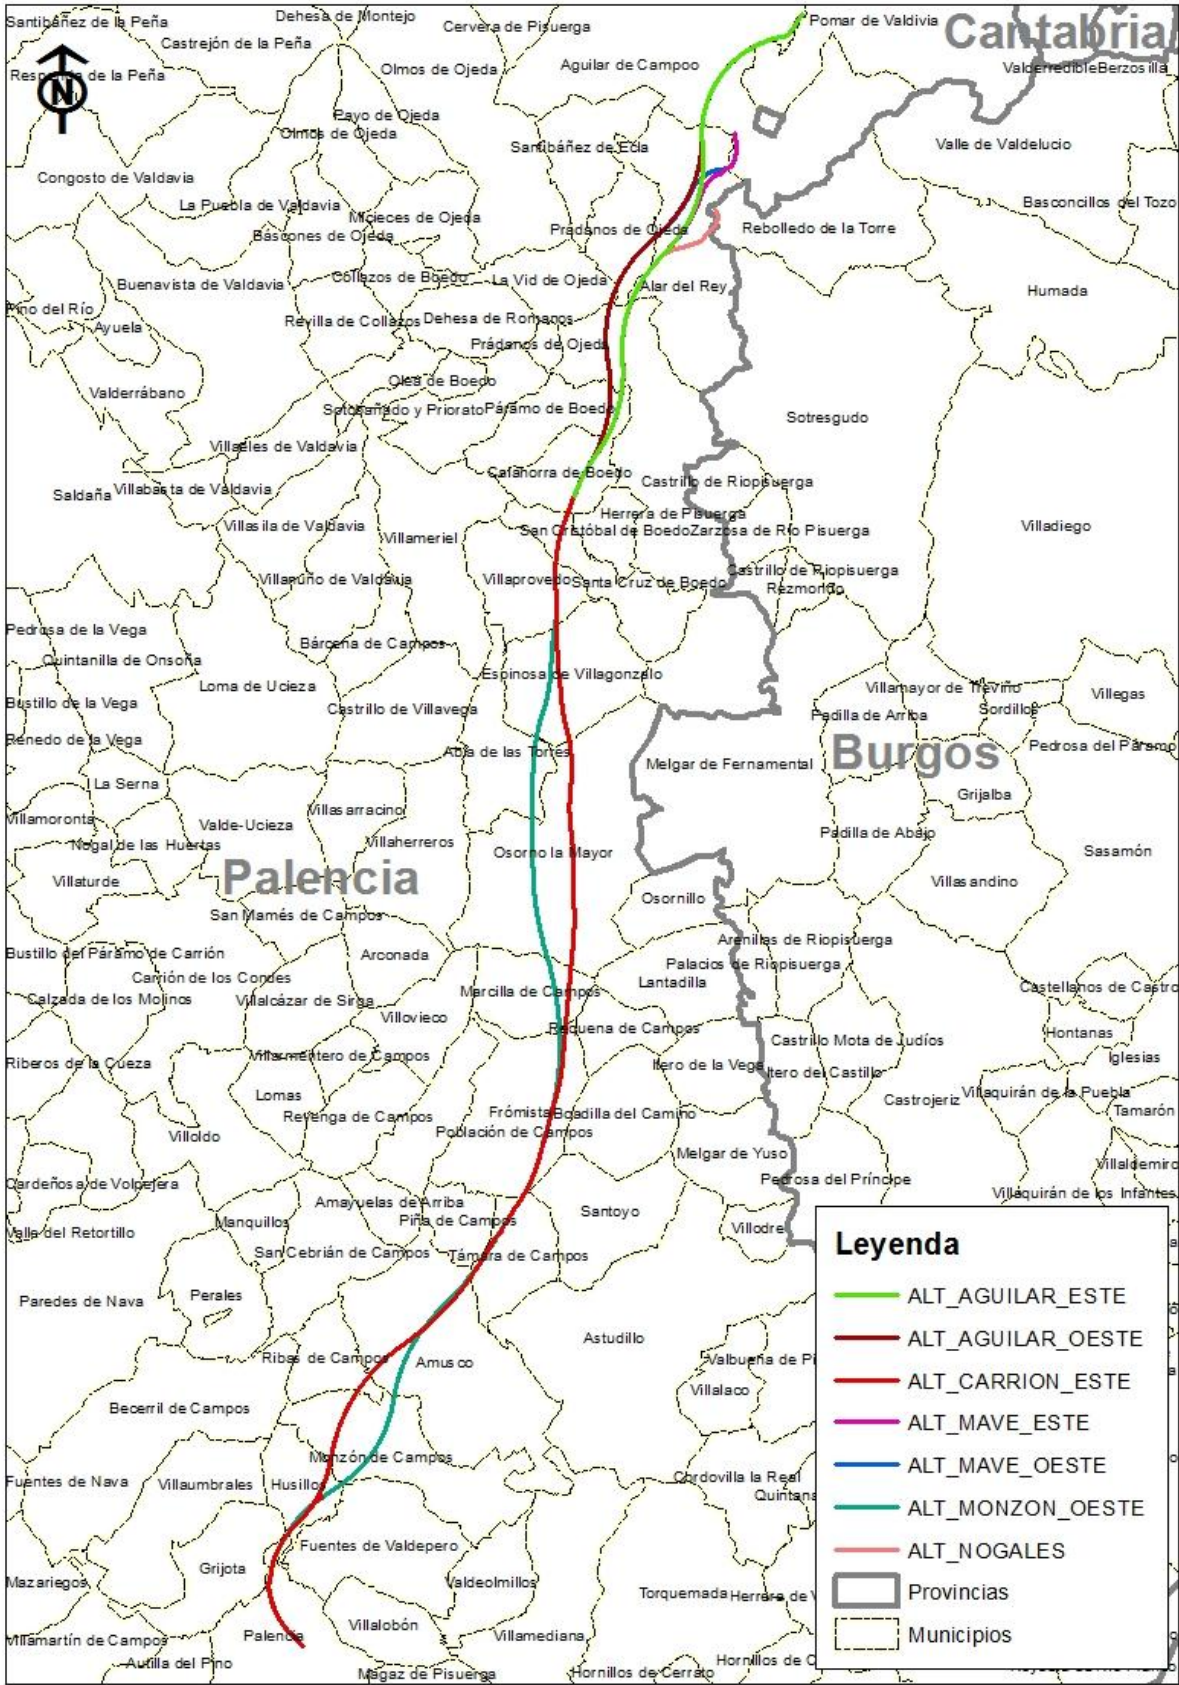 Santibáñez de la Peña
Dehesa de Montejo
Cervera de Pisuerga
Pomar de Valdivia
Cantabria
Castrejón de la Peña
Olmos de Ojeda
Aguilar de Campoo
Valderredible
Berzosilla
de la Peña
N
Payo de Ojeda
Olmos de Ojeda
Santibáñez de Ecla
Valle de Valdelucio
Congosto de Valdavia
La Puebla de Valdavia
Micieces de Ojeda
Basconcillos del Tozo
Báscones de Ojeda
Prádanos de Ojeda
Rebolledo de la Torre
Buenavista de Valdavia
Collazos de Boedo
La Vid de Ojeda
Alar del Rey
Humada
Pino del Río
Ayuela
Revilla de Collazos
Dehesa de Romanos
Prádanos de Ojeda
Valderrábano
Olea de Boedo
Sotobañado y Priorato
Páramo de Boedo
Sotresgudo
Villaeles de Valdavia
Calahorra de Boedo
Castrillo de Riopisuerga
Saldaña
Villabasta de Valdavia
Herrera de Pisuerga
Villasila de Valdavia
Villameriel
San Cristóbal de Boedo
Zarzosa de Río Pisuerga
Villadiego
Villanuño de Valdavia
Villaprovedo
Santa Cruz de Boedo
Castrillo de Riopisuerga
Rezmondo
Pedrosa de la Vega
Bárcena de Campos
Quintanilla de Onsoña
Loma de Ucieza
Espinosa de Villagonzalo
Villamayor de Treviño
Villegas
Bustillo de la Vega
Castrillo de Villavega
Padilla de Arriba
Sordillos
Renedo de la Vega
Abia de las Torres
Melgar de Fernamental
Burgos
Pedrosa del Páramo
La Serna
Grijalba
Villamoronta
Valde-Ucieza
Villasarracino
Villaherreros
Padilla de Abajo
Nogal de las Huertas
Osorno la Mayor
Sasamón
Villaturde
Palencia
Villasandino
San Mamés de Campos
Osornillo
Bustillo del Páramo de Carrión
Arconada
Arenillas de Riopisuerga
Carrión de los Condes
Palacios de Riopisuerga
Calzada de los Molinos
Villalcázar de Sirga
Marcilla de Campos
Lantadilla
Castellanos de Castro
Villovieco
Requena de Campos
Castrillo Mota de Judíos
Hontanas
Riberos de la Cueza
Villarmentero de Campos
Itero de la Vega
Itero del Castillo
Iglesias
Lomas
Revenga de Campos
Frómista
Boadilla del Camino
Castrojeriz
Villaquirán de la Puebla
Tamarón
Villoldo
Población de Campos
Melgar de Yuso
Villaldemiro
Cardeñosa de Volpejera
Pedrosa del Príncipe
Villaquirán de los Infantes
Amayuelas de Arriba
Manquillos
Piña de Campos
Santoyo
Villodre
Valle del Retortillo
San Cebrián de Campos
Támara de Campos
Paredes de Nava
Perales
Astudillo
Ribas de Campos
Amusco
Valbuena de Pi
Villalaco
Becerril de Campos
Fuentes de Nava
Villaumbrales
Husillos
Monzón de Campos
Cordovilla la Real
Quintana
Fuentes de Valdepero
Grijota
Mazariegos
Valdeolmillos
Torquemada
Herrera de V
Villalobón
Villamartín de Campos
Palencia
Villamediana
Autilla del Pino
Magaz de Pisuerga
Hornillos de Cerrato
Hornillos de C
Leyenda
ALT_AGUILAR_ESTE
ALT_AGUILAR_OESTE
ALT_CARRION_ESTE
ALT_MAVE_ESTE
ALT_MAVE_OESTE
ALT_MONZON_OESTE
ALT_NOGALES
Provincias
Municipios